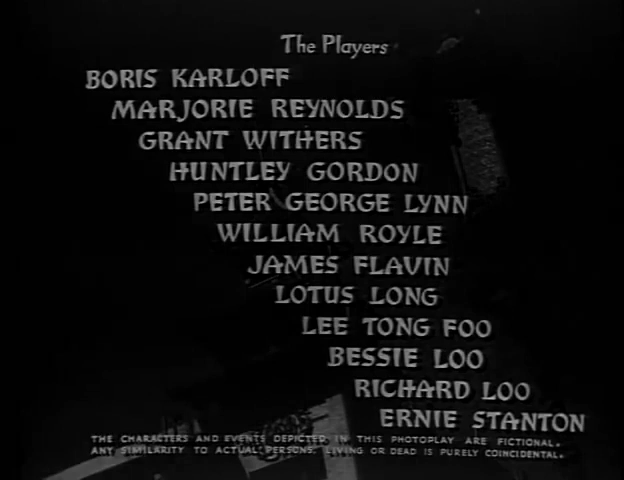 The Players
BORIS KARLOFF
MARJORIE REYNOLDS
GRANT WITHERS
HUNTLEY GORDON
PETER GEORGE LYNN
WILLIAM ROYLE
JAMES FLAVIN
LOTUS LONG
LEE TONG FOO
BESSIE LOO
RICHARD LOO
ERNIE STANTON
THE CHARACTERS AND EVENTS DEPICTED IN THIS PHOTOPLAY ARE FICTIONAL.
ANY SIMILARITY TO ACTUAL PERSONS, LIVING OR DEAD IS PURELY COINCIDENTAL.